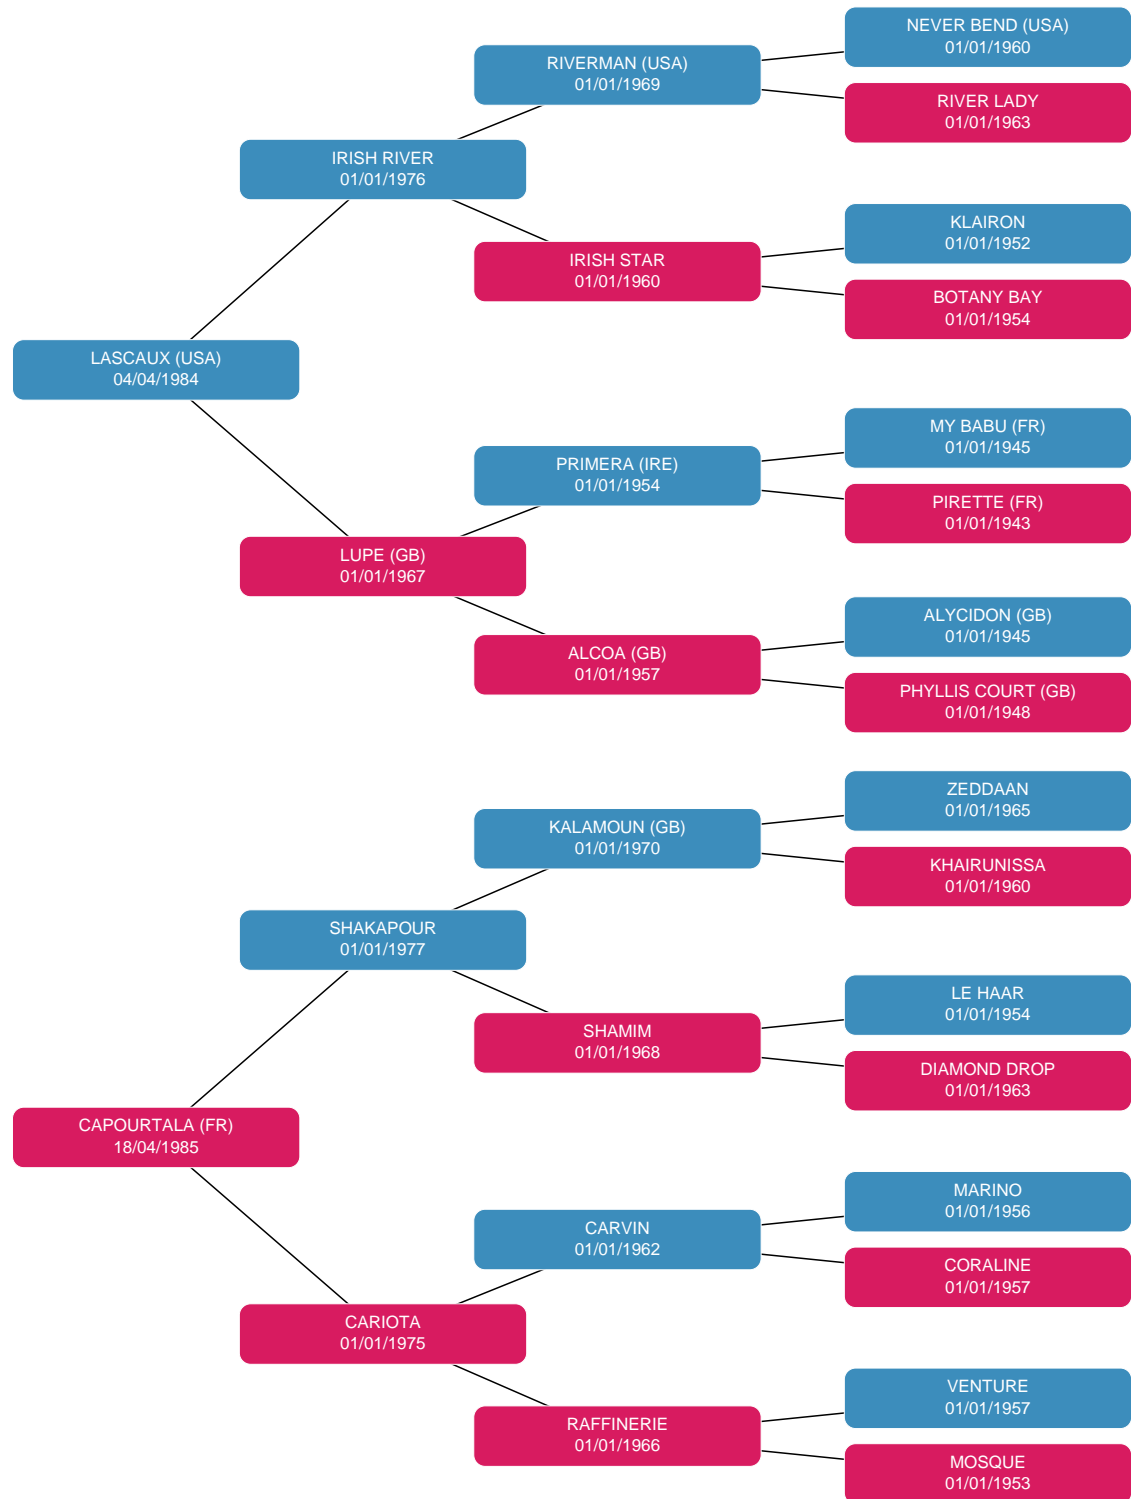 NEVER BEND (USA)
01/01/1960
RIVERMAN (USA)
01/01/1969
RIVER LADY
01/01/1963
IRISH RIVER
01/01/1976
KLAIRON
01/01/1952
IRISH STAR
01/01/1960
BOTANY BAY
01/01/1954
LASCAUX (USA)
04/04/1984
MY BABU (FR)
01/01/1945
PRIMERA (IRE)
01/01/1954
PIRETTE (FR)
01/01/1943
LUPE (GB)
01/01/1967
ALYCIDON (GB)
01/01/1945
ALCOA (GB)
01/01/1957
PHYLLIS COURT (GB)
01/01/1948
ZEDDAAN
01/01/1965
KALAMOUN (GB)
01/01/1970
KHAIRUNISSA
01/01/1960
SHAKAPOUR
01/01/1977
LE HAAR
01/01/1954
SHAMIM
01/01/1968
DIAMOND DROP
01/01/1963
CAPOURTALA (FR)
18/04/1985
MARINO
01/01/1956
CARVIN
01/01/1962
CORALINE
01/01/1957
CARIOTA
01/01/1975
VENTURE
01/01/1957
RAFFINERIE
01/01/1966
MOSQUE
01/01/1953